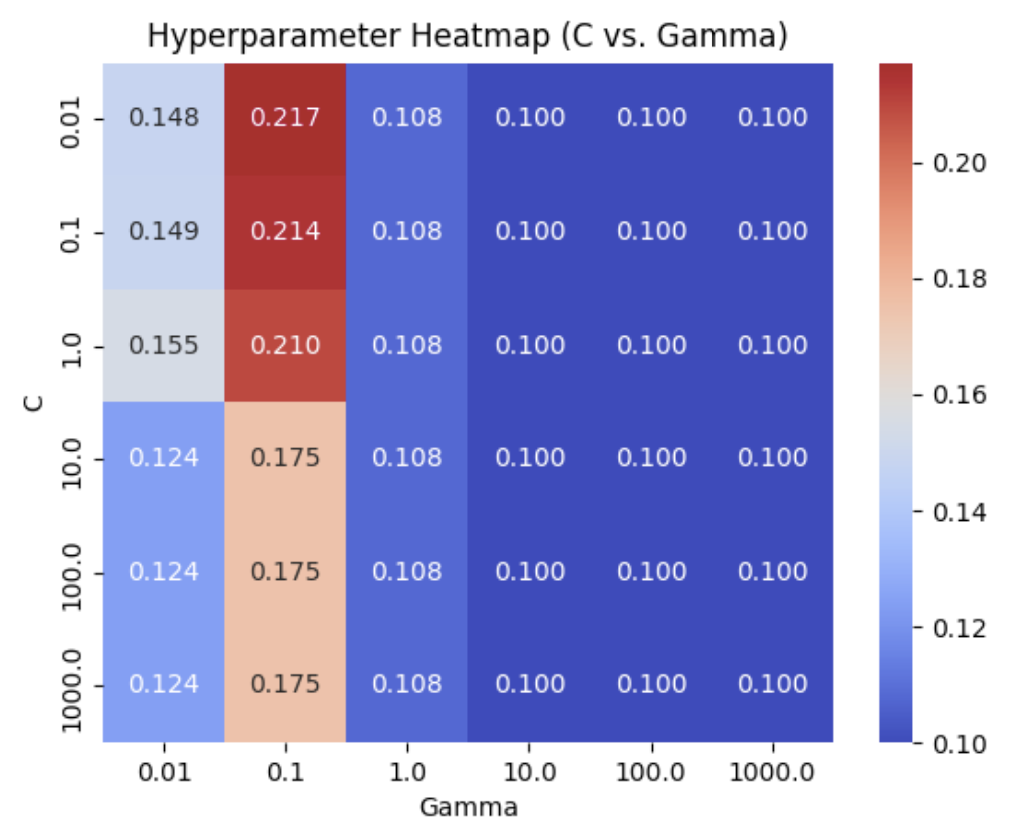 Hyperparameter Heatmap (C vs. Gamma)
0.01 0.148 0.217 0.108 0.100 0.100 0.100
0.1 0.149 0.214 0.108 0.100 0.100 0.100
1.0 0.155 0.210 0.108 0.100 0.100 0.100
10.0 0.124 0.175 0.108 0.100 0.100 0.100
100.0 0.124 0.175 0.108 0.100 0.100 0.100
1000.0 0.124 0.175 0.108 0.100 0.100 0.100
C
0.01 0.1 1.0 10.0 100.0 1000.0
Gamma
0.20
0.18
0.16
0.14
0.12
0.10